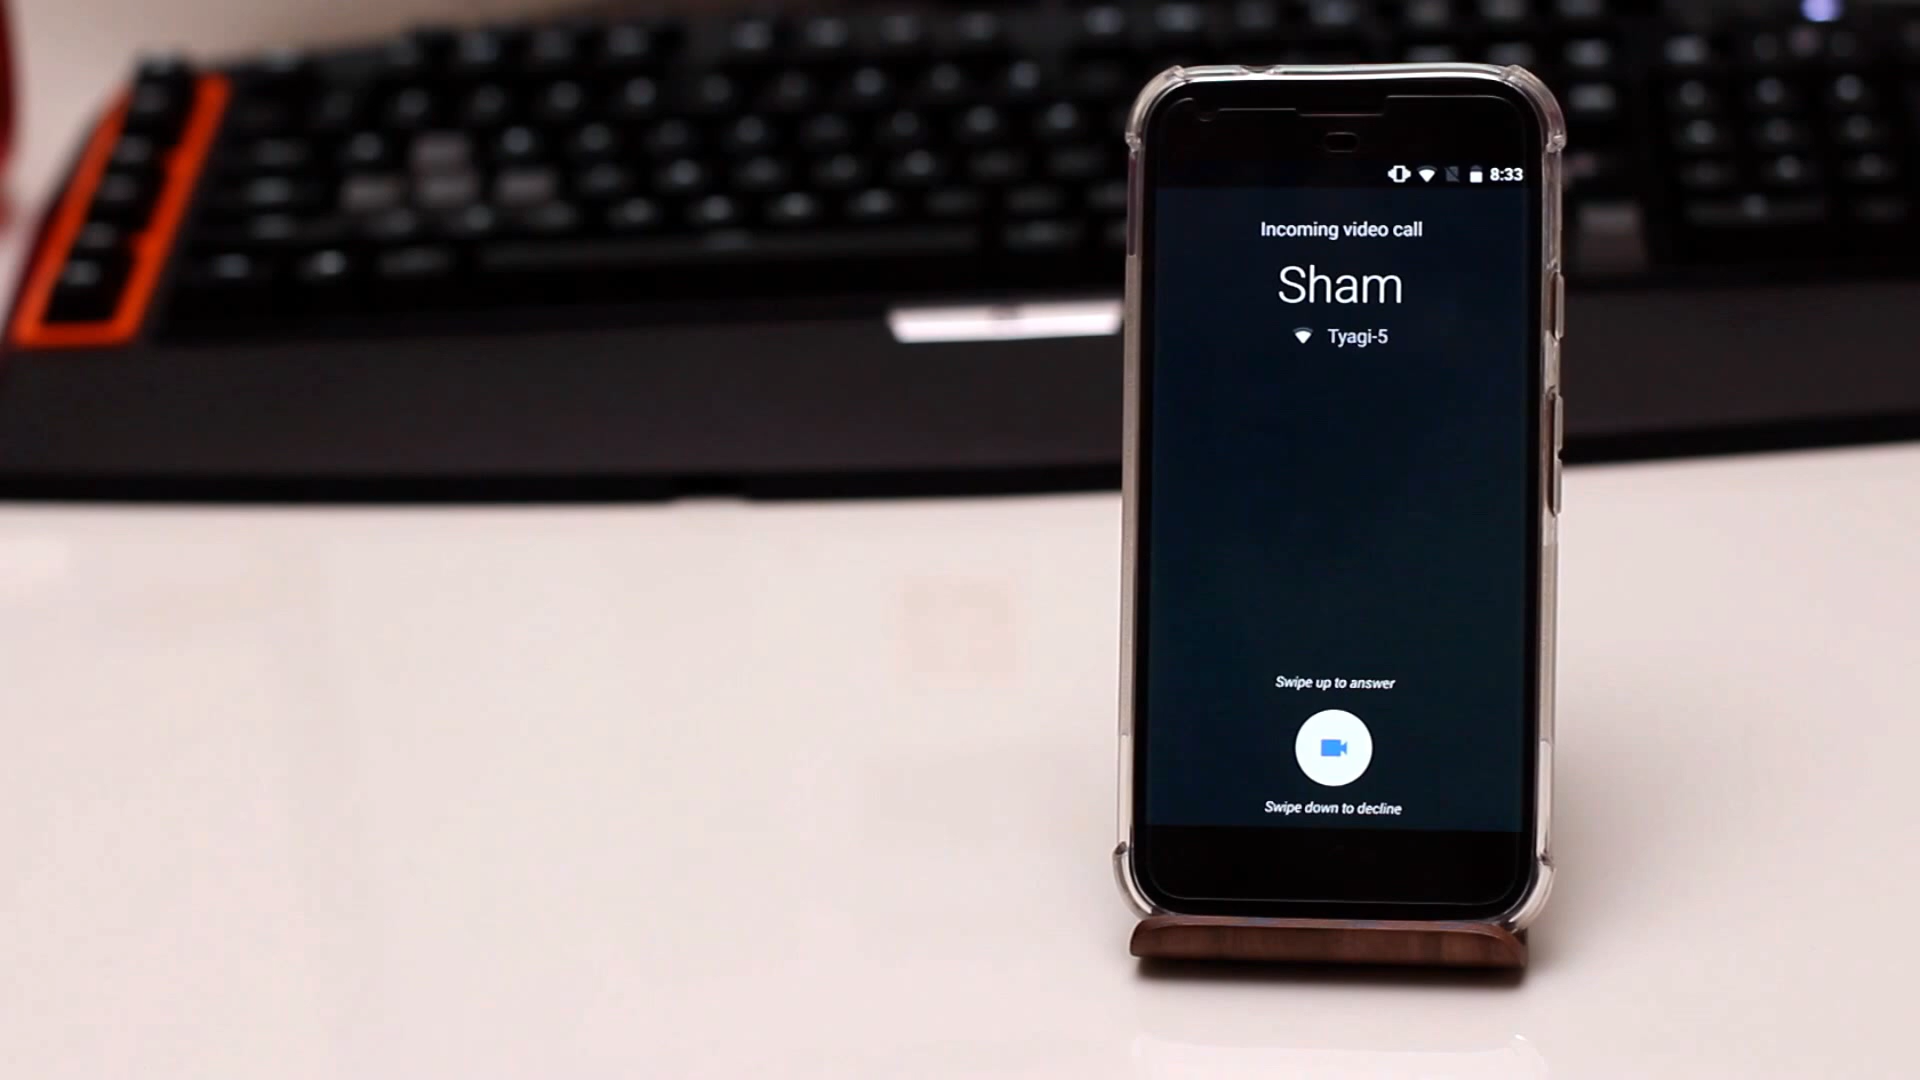 8:33
Incoming video call
Sham
Tyagi-5
Swipe up to answer
Swipe down to decline